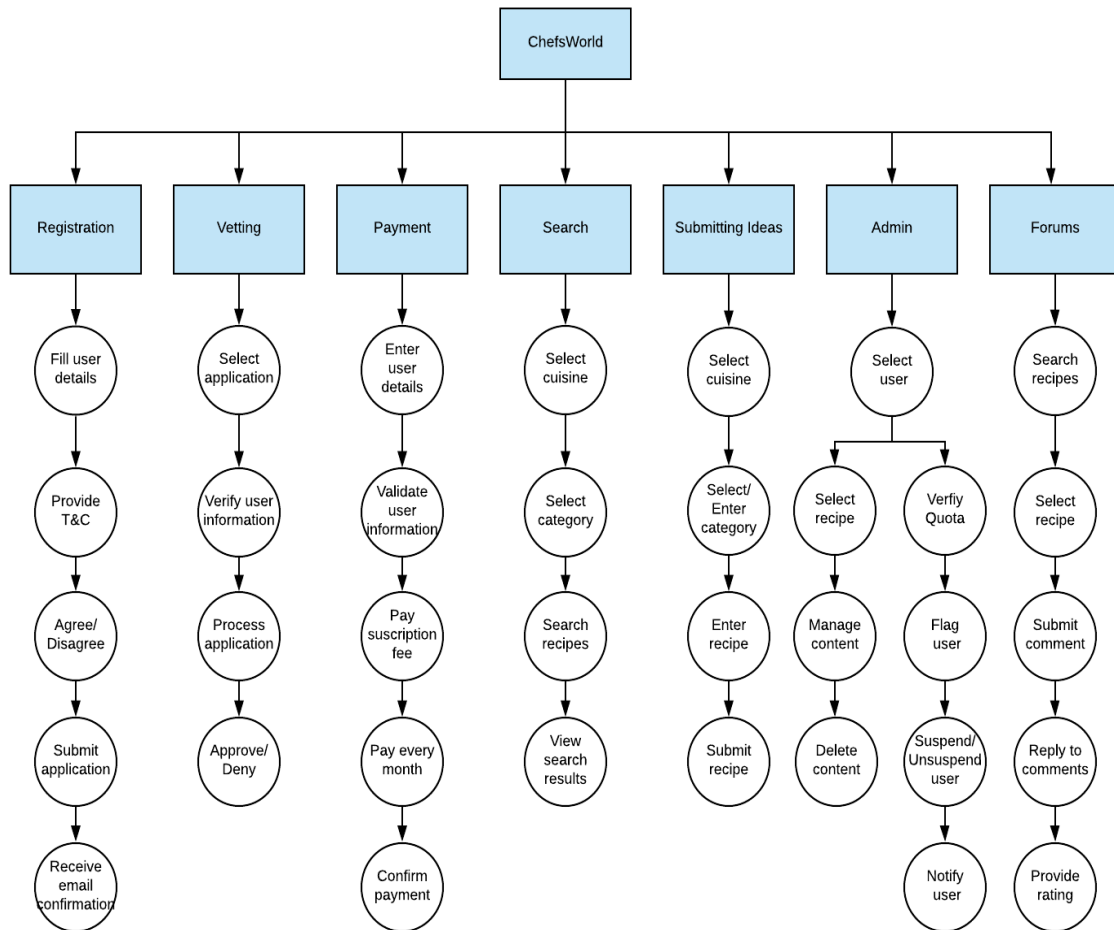 ChefsWorld
Registration
Vetting
Payment
Search
Submitting Ideas
Admin
Forums
Fill user
details
Select
application
Enter
user
details
Select
cuisine
Select
cuisine
Select
user
Search
recipes
Provide
T&C
Verify user
information
Validate
user
information
Select
category
Select/
Enter
category
Select
recipe
Verfiy
Quota
Select
recipe
Agree/
Disagree
Process
application
Pay
suscription
fee
Search
recipes
Enter
recipe
Manage
content
Flag
user
Submit
comment
Submit
application
Approve/
Deny
Pay every
month
View
search
results
Submit
recipe
Delete
content
Suspend/
Unsuspend
user
Reply to
comments
Receive
email
confirmation
Confirm
payment
Notify
user
Provide
rating